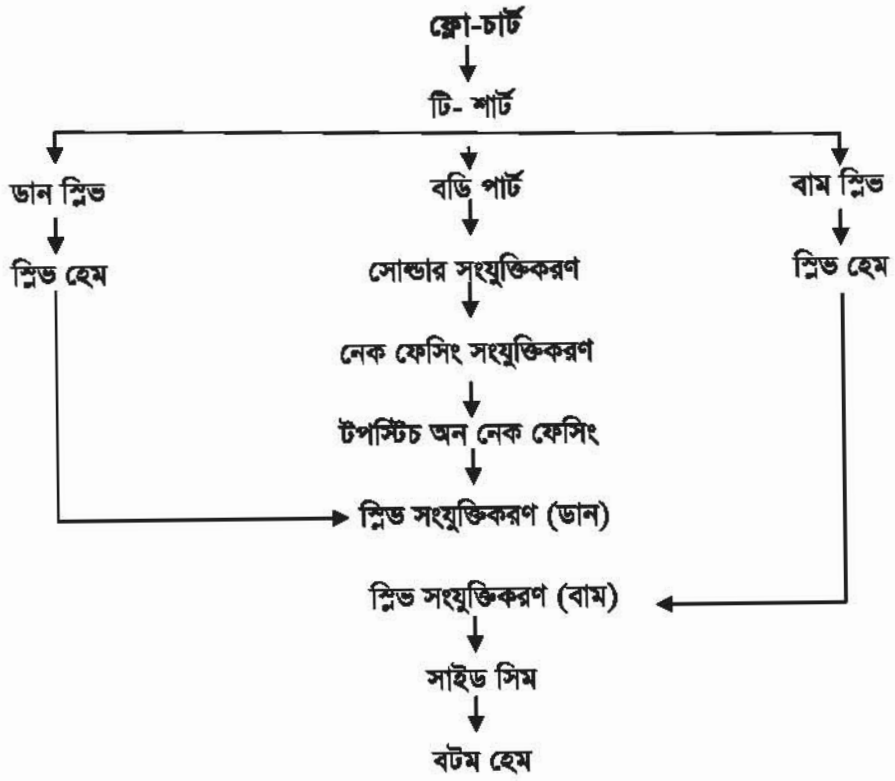 ফ্লো-চার্ট
টি- শার্ট
ডান স্লিভ
বডি পার্ট
বাম স্লিভ
স্লিভ হেম
সোল্ডার সংযুক্তিকরণ
স্লিভ হেম
নেক ফেসিং সংযুক্তিকরণ
টপস্টিচ অন নেক ফেসিং
স্লিভ সংযুক্তিকরণ (ডান)
স্লিভ সংযুক্তিকরণ (বাম)
সাইড সিম
বটম হেম